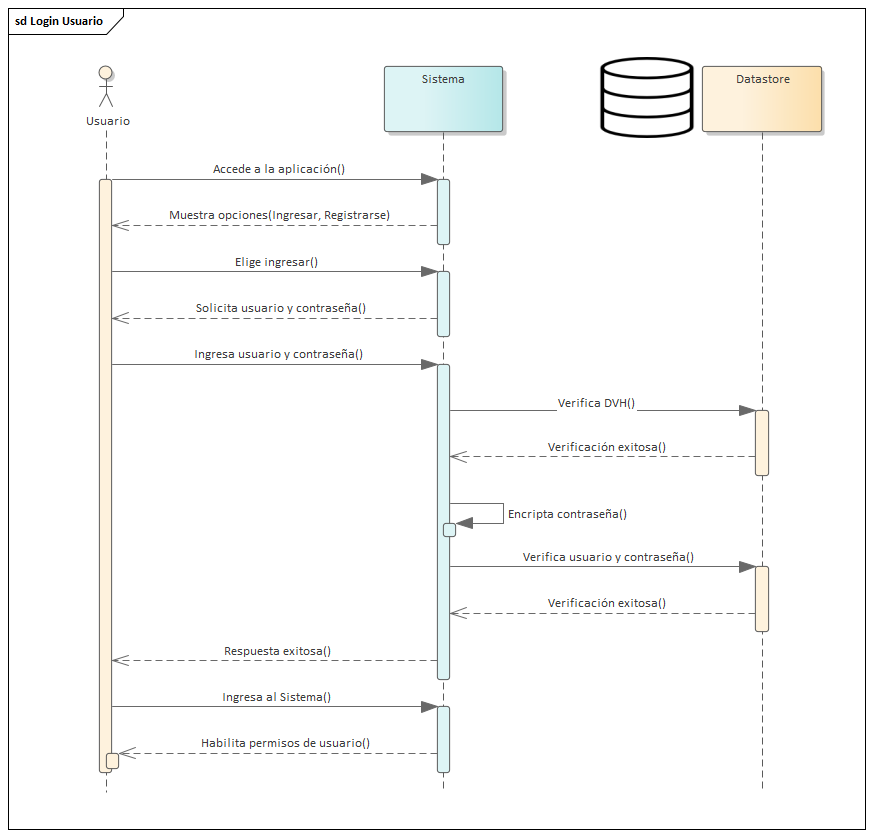 sd Login Usuario
Usuario
Sistema
Datastore
Accede a la aplicación()
Muestra opciones(Ingresar, Registrarse)
Elige ingresar()
Solicita usuario y contraseña()
Ingresa usuario y contraseña()
Verifica DVH()
Verificación exitosa()
Encripta contraseña()
Verifica usuario y contraseña()
Verificación exitosa()
Respuesta exitosa()
Ingresa al Sistema()
Habilita permisos de usuario()